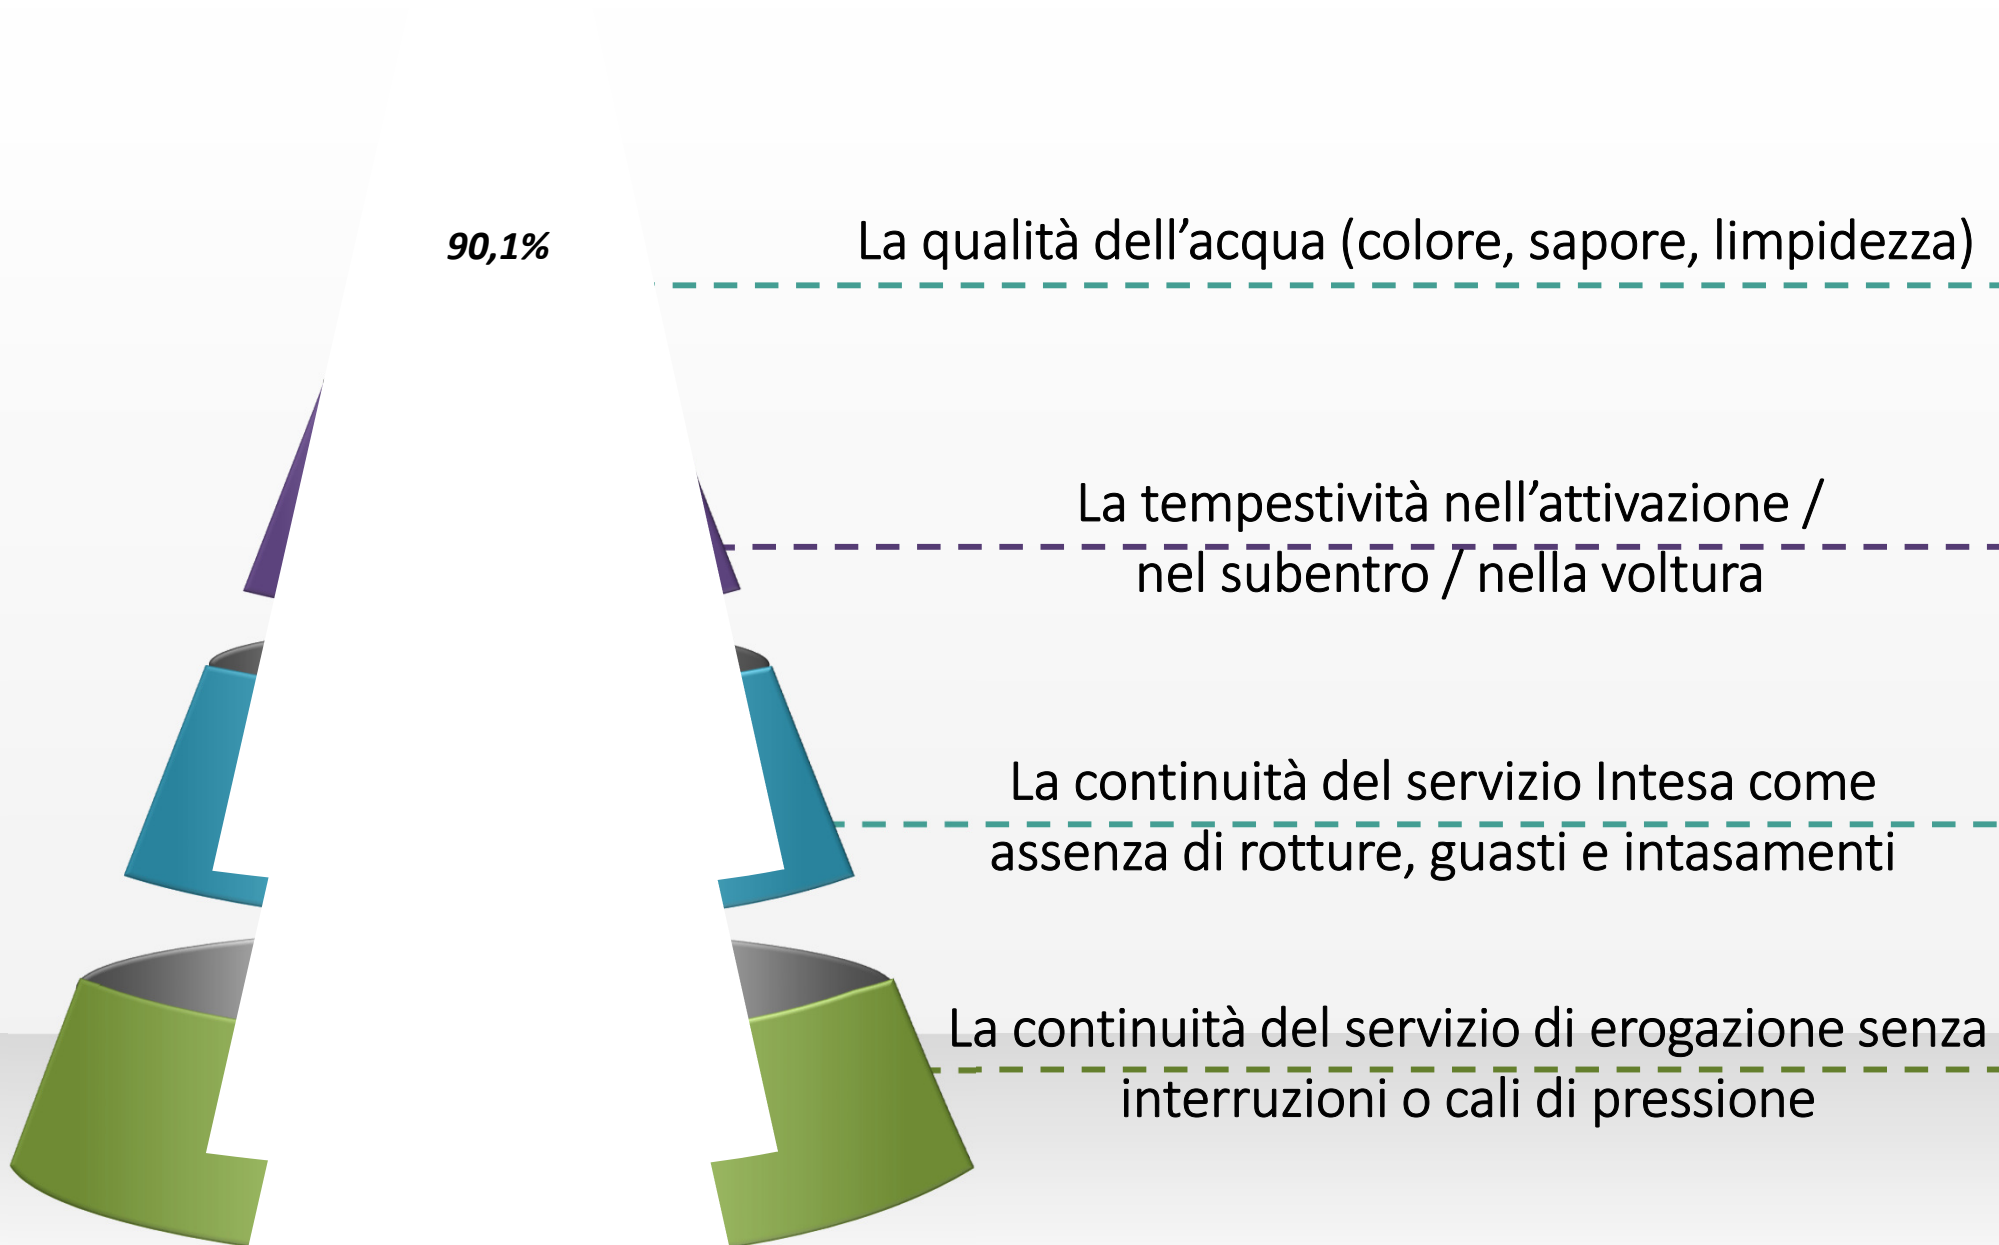 90,1%
La qualità dell’acqua (colore, sapore, limpidezza)
La tempestività nell’attivazione /
nel subentro / nella voltura
La continuità del servizio Intesa come
assenza di rotture, guasti e intasamenti
La continuità del servizio di erogazione senza
interruzioni o cali di pressione